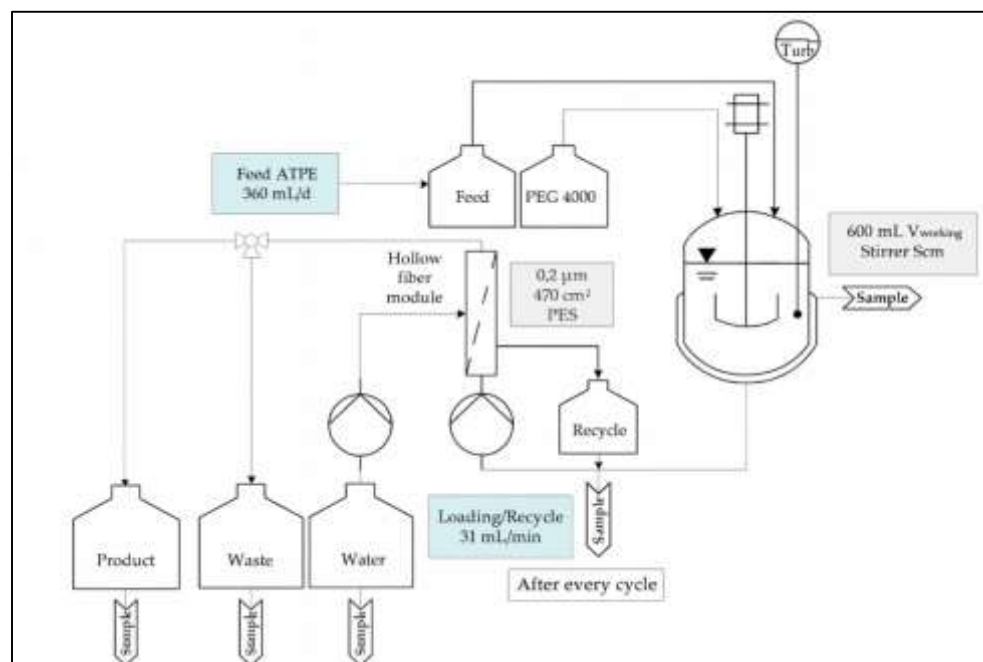 Turb
Feed ATPE
360 mL/d
Feed
PEG 4000
600 mL Vworking
Stirrer Scm
Sample
Hollow
fiber
module
0,2 µm
470 cm²
PES
Recycle
Loading/Recycle
31 mL/min
Sample
Product
Waste
Water
After every cycle
Sample
Sample
Sample